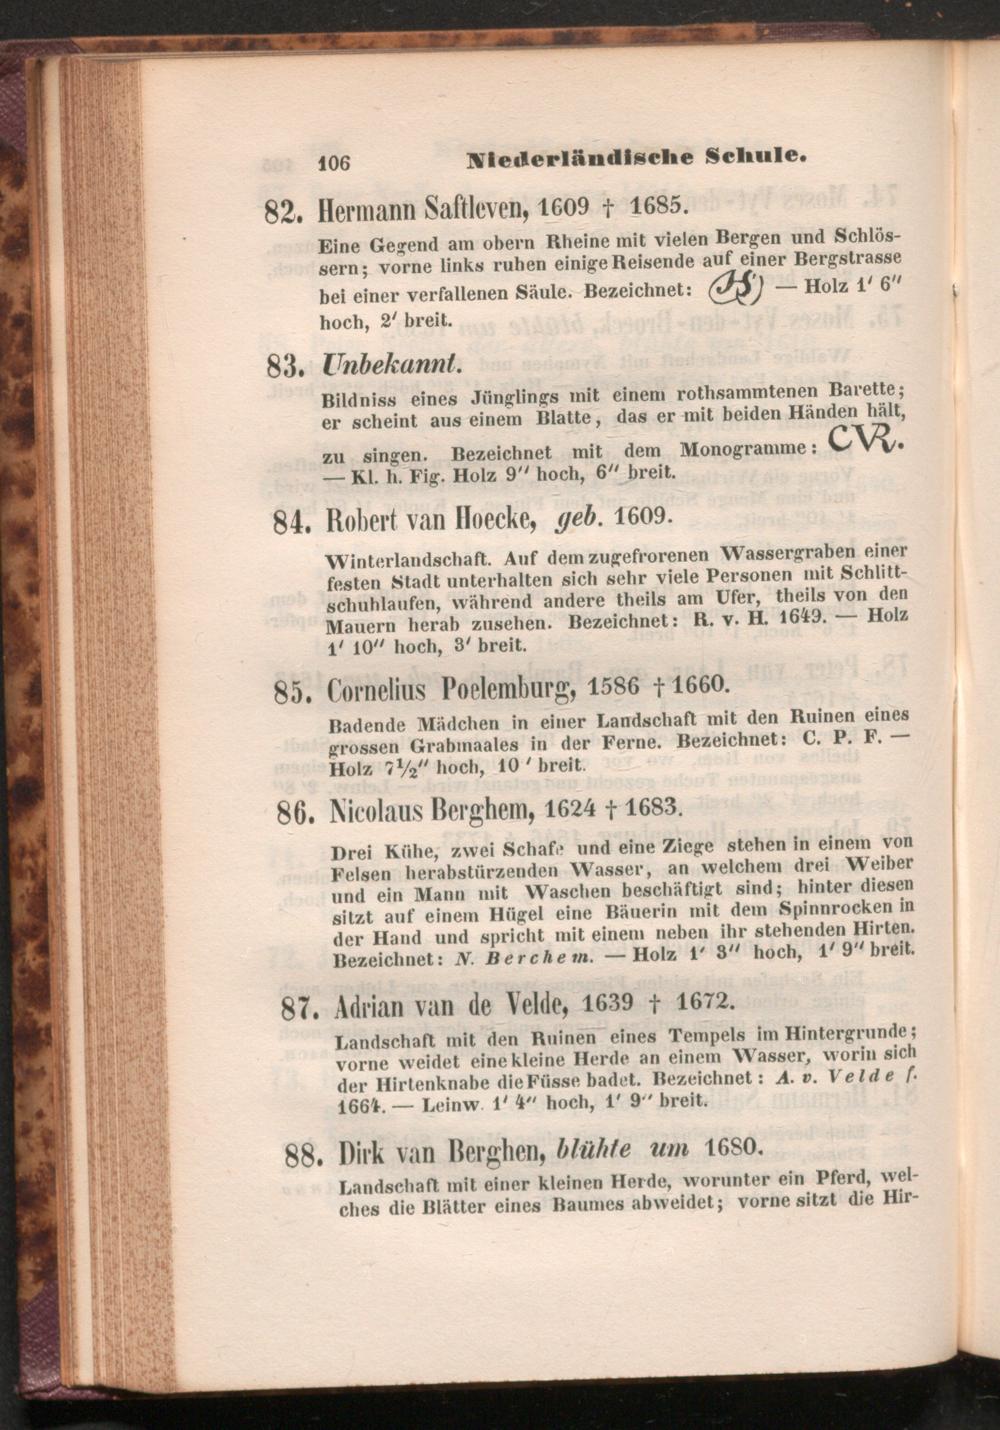 106 Niederländische Schule.
82. Hermann Saftleven, 1609 † 1685.
Eine Gegend am obern Rheine mit vielen Bergen und Schlös-
sern; vorne links ruhen einige Reisende auf einer Bergstrasse
bei einer verfallenen Säule. Bezeichnet: HS — Holz 1′ 6″
hoch, 2′ breit.
83. Unbekannt.
Bildniss eines Jünglings mit einem rothsammtenen Barette;
er scheint aus einem Blatte, das er mit beiden Händen hält,
zu singen. Bezeichnet mit dem Monogramme: CVR.
— Kl. h. Fig. Holz 9″ hoch, 6″ breit.
84. Robert van Hoecke, geb. 1609.
Winterlandschaft. Auf dem zugefrorenen Wassergraben einer
festen Stadt unterhalten sich sehr viele Personen mit Schlitt-
schuhlaufen, während andere theils am Ufer, theils von den
Mauern herab zusehen. Bezeichnet: R. v. H. 1649. — Holz
1′ 10″ hoch, 3′ breit.
85. Cornelius Poelemburg, 1586 † 1660.
Badende Mädchen in einer Landschaft mit den Ruinen eines
grossen Grabmaales in der Ferne. Bezeichnet: C. P. F. —
Holz 7½″ hoch, 10 ′ breit.
86. Nicolaus Berghem, 1624 † 1683.
Drei Kühe, zwei Schafe und eine Ziege stehen in einem von
Felsen herabstürzenden Wasser, an welchem drei Weiber
und ein Mann mit Waschen beschäftigt sind; hinter diesen
sitzt auf einem Hügel eine Bäuerin mit dem Spinnrocken in
der Hand und spricht mit einem neben ihr stehenden Hirten.
Bezeichnet: N. Berchem. — Holz 1′ 3″ hoch, 1′ 9″ breit.
87. Adrian van de Velde, 1639 † 1672.
Landschaft mit den Ruinen eines Tempels im Hintergrunde;
vorne weidet eine kleine Herde an einem Wasser, worin sich
der Hirtenknabe die Füsse badet. Bezeichnet: A. v. Velde f.
1664. — Leinw. 1′ 4″ hoch, 1′ 9″ breit.
88. Dirk van Berghen, blühte um 1680.
Landschaft mit einer kleinen Herde, worunter ein Pferd, wel-
ches die Blätter eines Baumes abweidet; vorne sitzt die Hir-